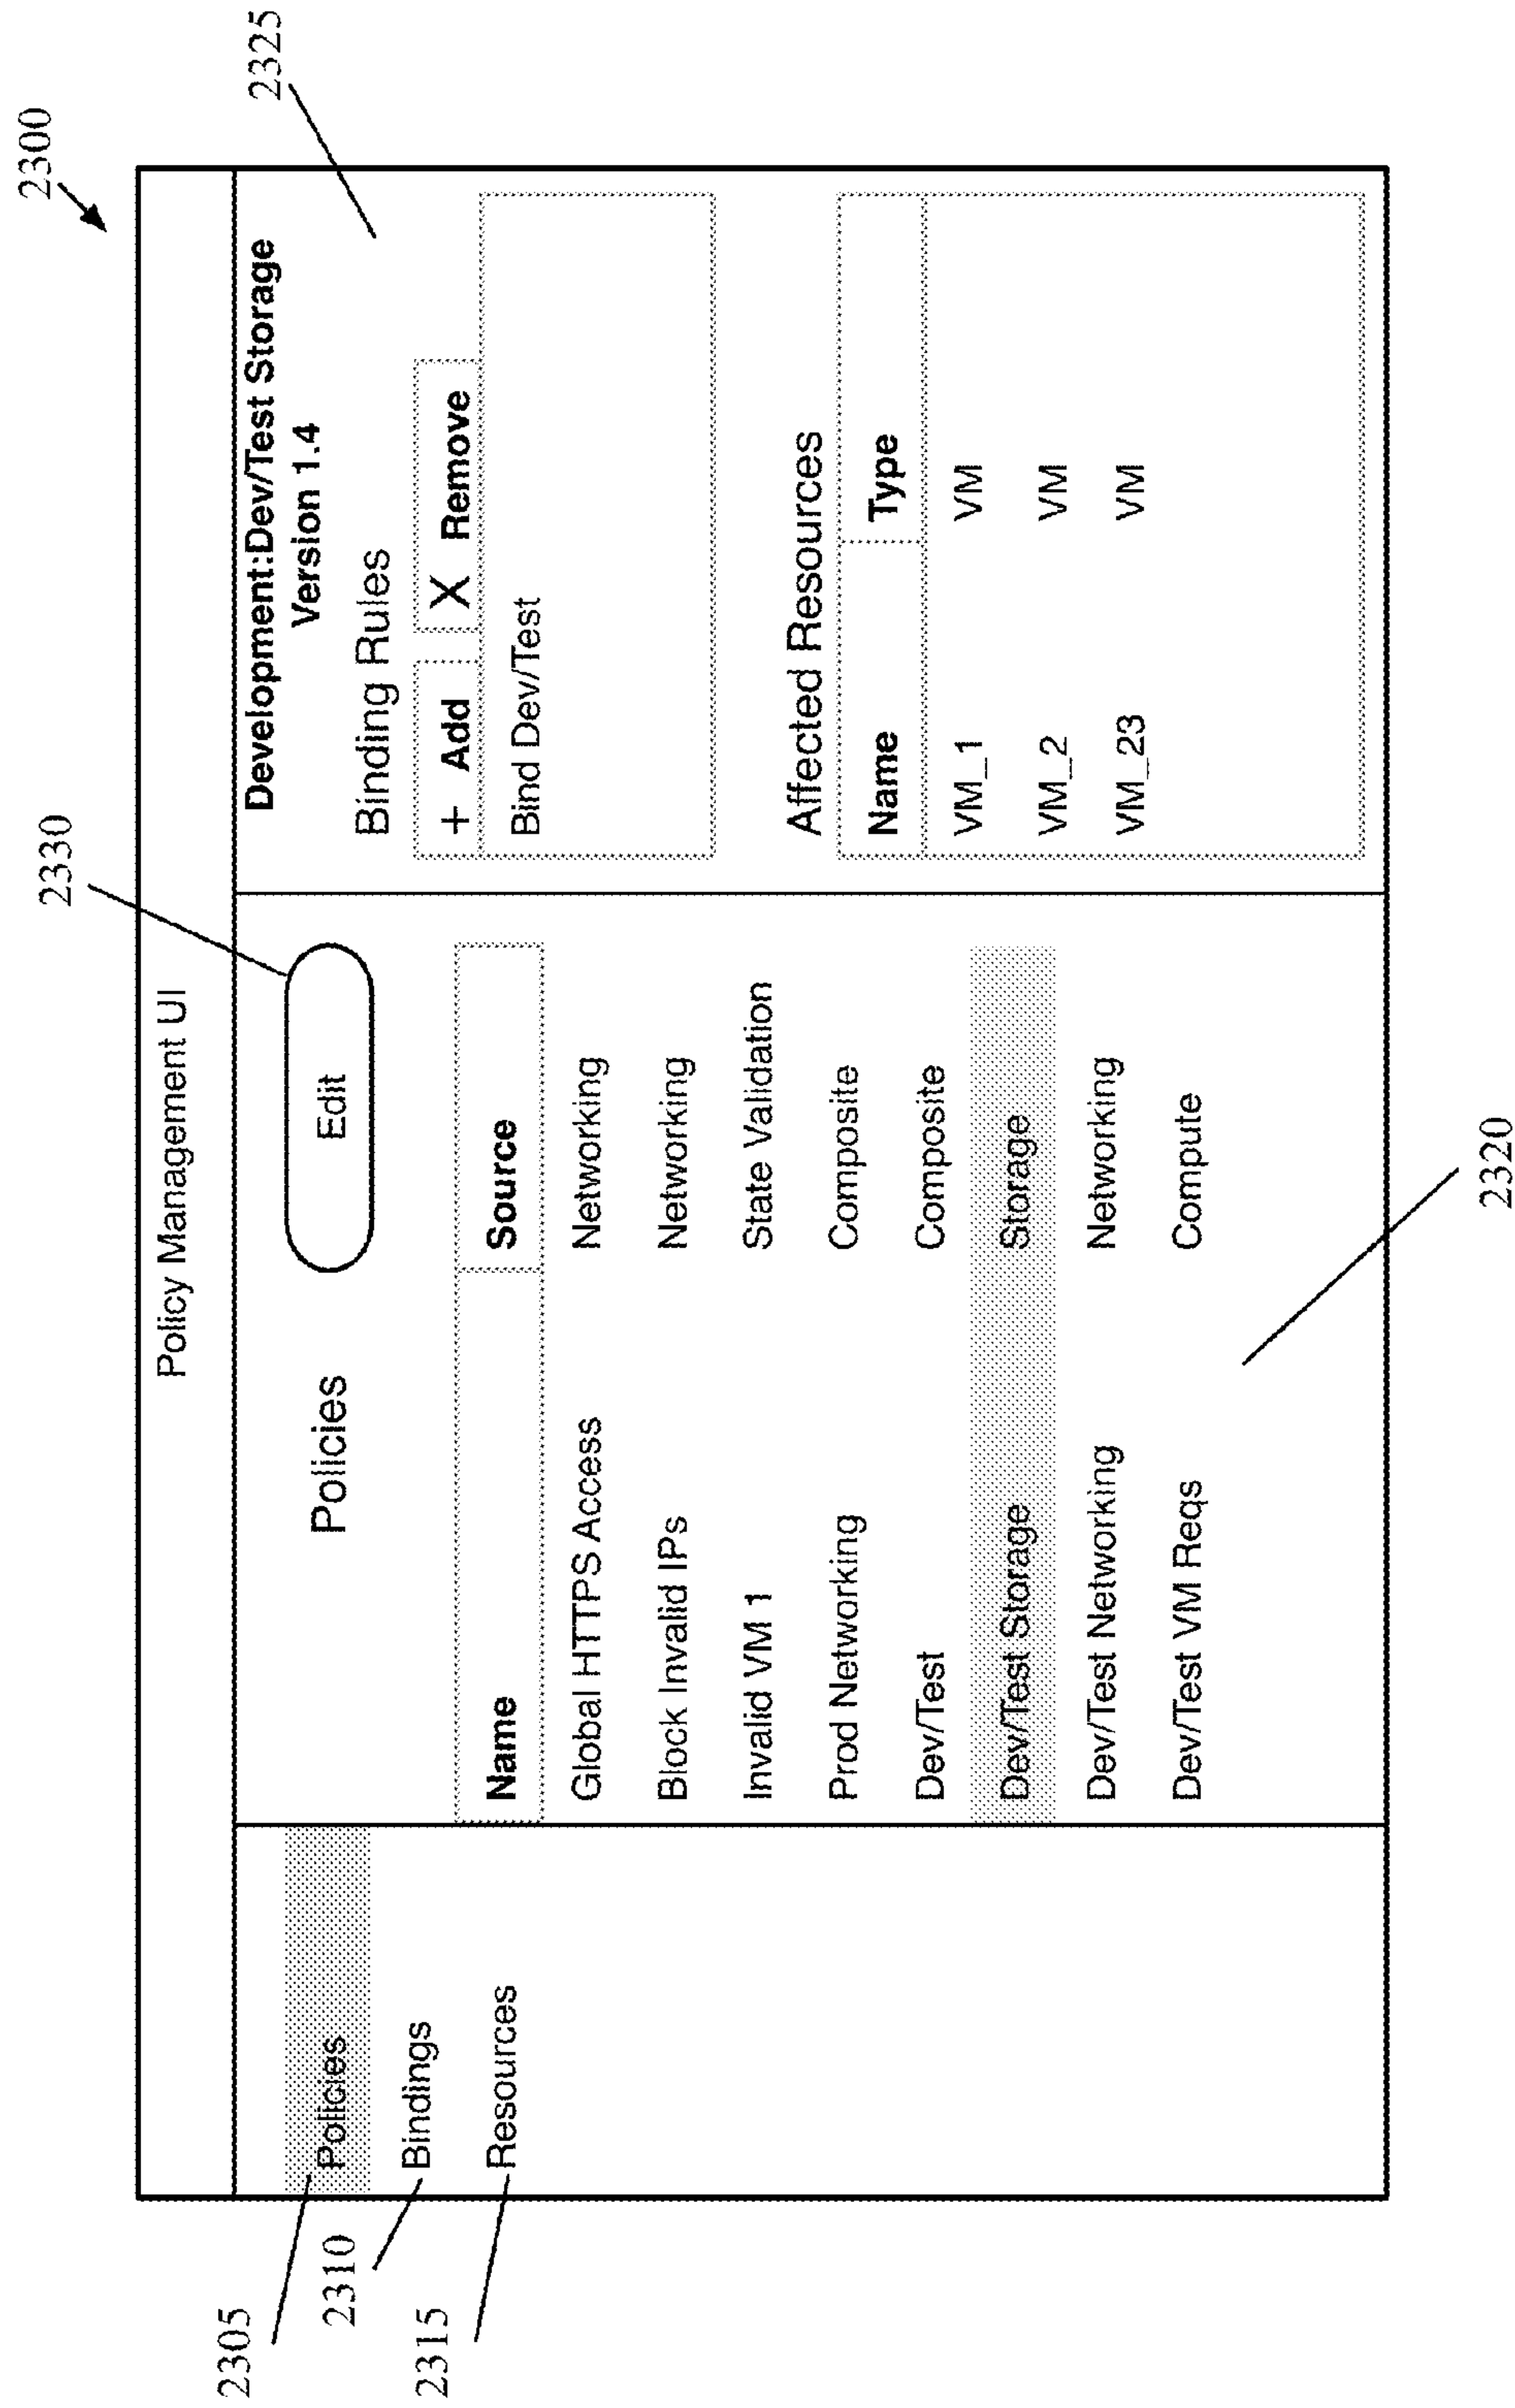 2300
Policy Management UI
2305
2310
2315
Policies
Bindings
Resources
2330
Policies
Edit
Name Source
Global HTTPS Access Networking
Block Invalid IPs Networking
Invalid VM 1 State Validation
Prod Networking Composite
Dev/Test Composite
Dev/Test Storage Storage
Dev/Test Networking Networking
Dev/Test VM Reqs Compute
2320
2325
Development:Dev/Test Storage
Version 1.4
Binding Rules
+ Add X Remove
Bind Dev/Test
Affected Resources
Name Type
VM_1 VM
VM_2 VM
VM_23 VM